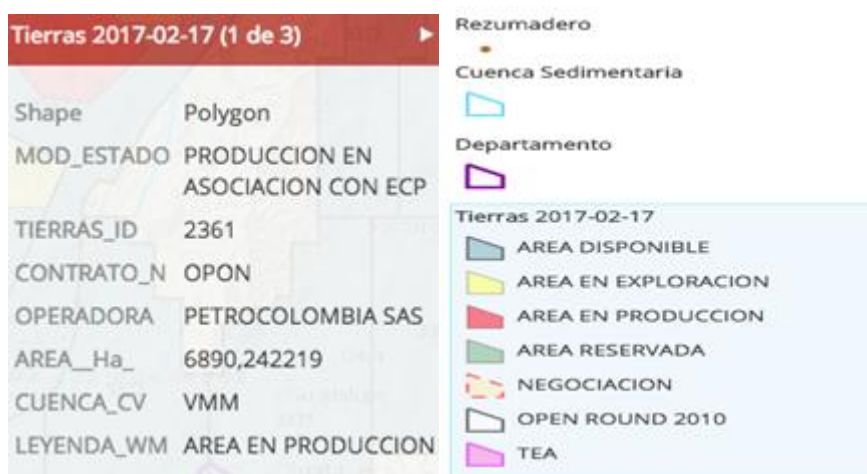 Tierras 2017-02-17 (1 de 3)
Shape Polygon
MOD_ESTADO PRODUCCION EN
ASOCIACION CON ECP
TIERRAS_ID 2361
CONTRATO_N OPON
OPERADORA PETROCOLOMBIA SAS
AREA__Ha_ 6890,242219
CUENCA_CV VMM
LEYENDA_WM AREA EN PRODUCCION
Rezumadero
Cuenca Sedimentaria
Departamento
Tierras 2017-02-17
AREA DISPONIBLE
AREA EN EXPLORACION
AREA EN PRODUCCION
AREA RESERVADA
NEGOCIACION
OPEN ROUND 2010
TEA